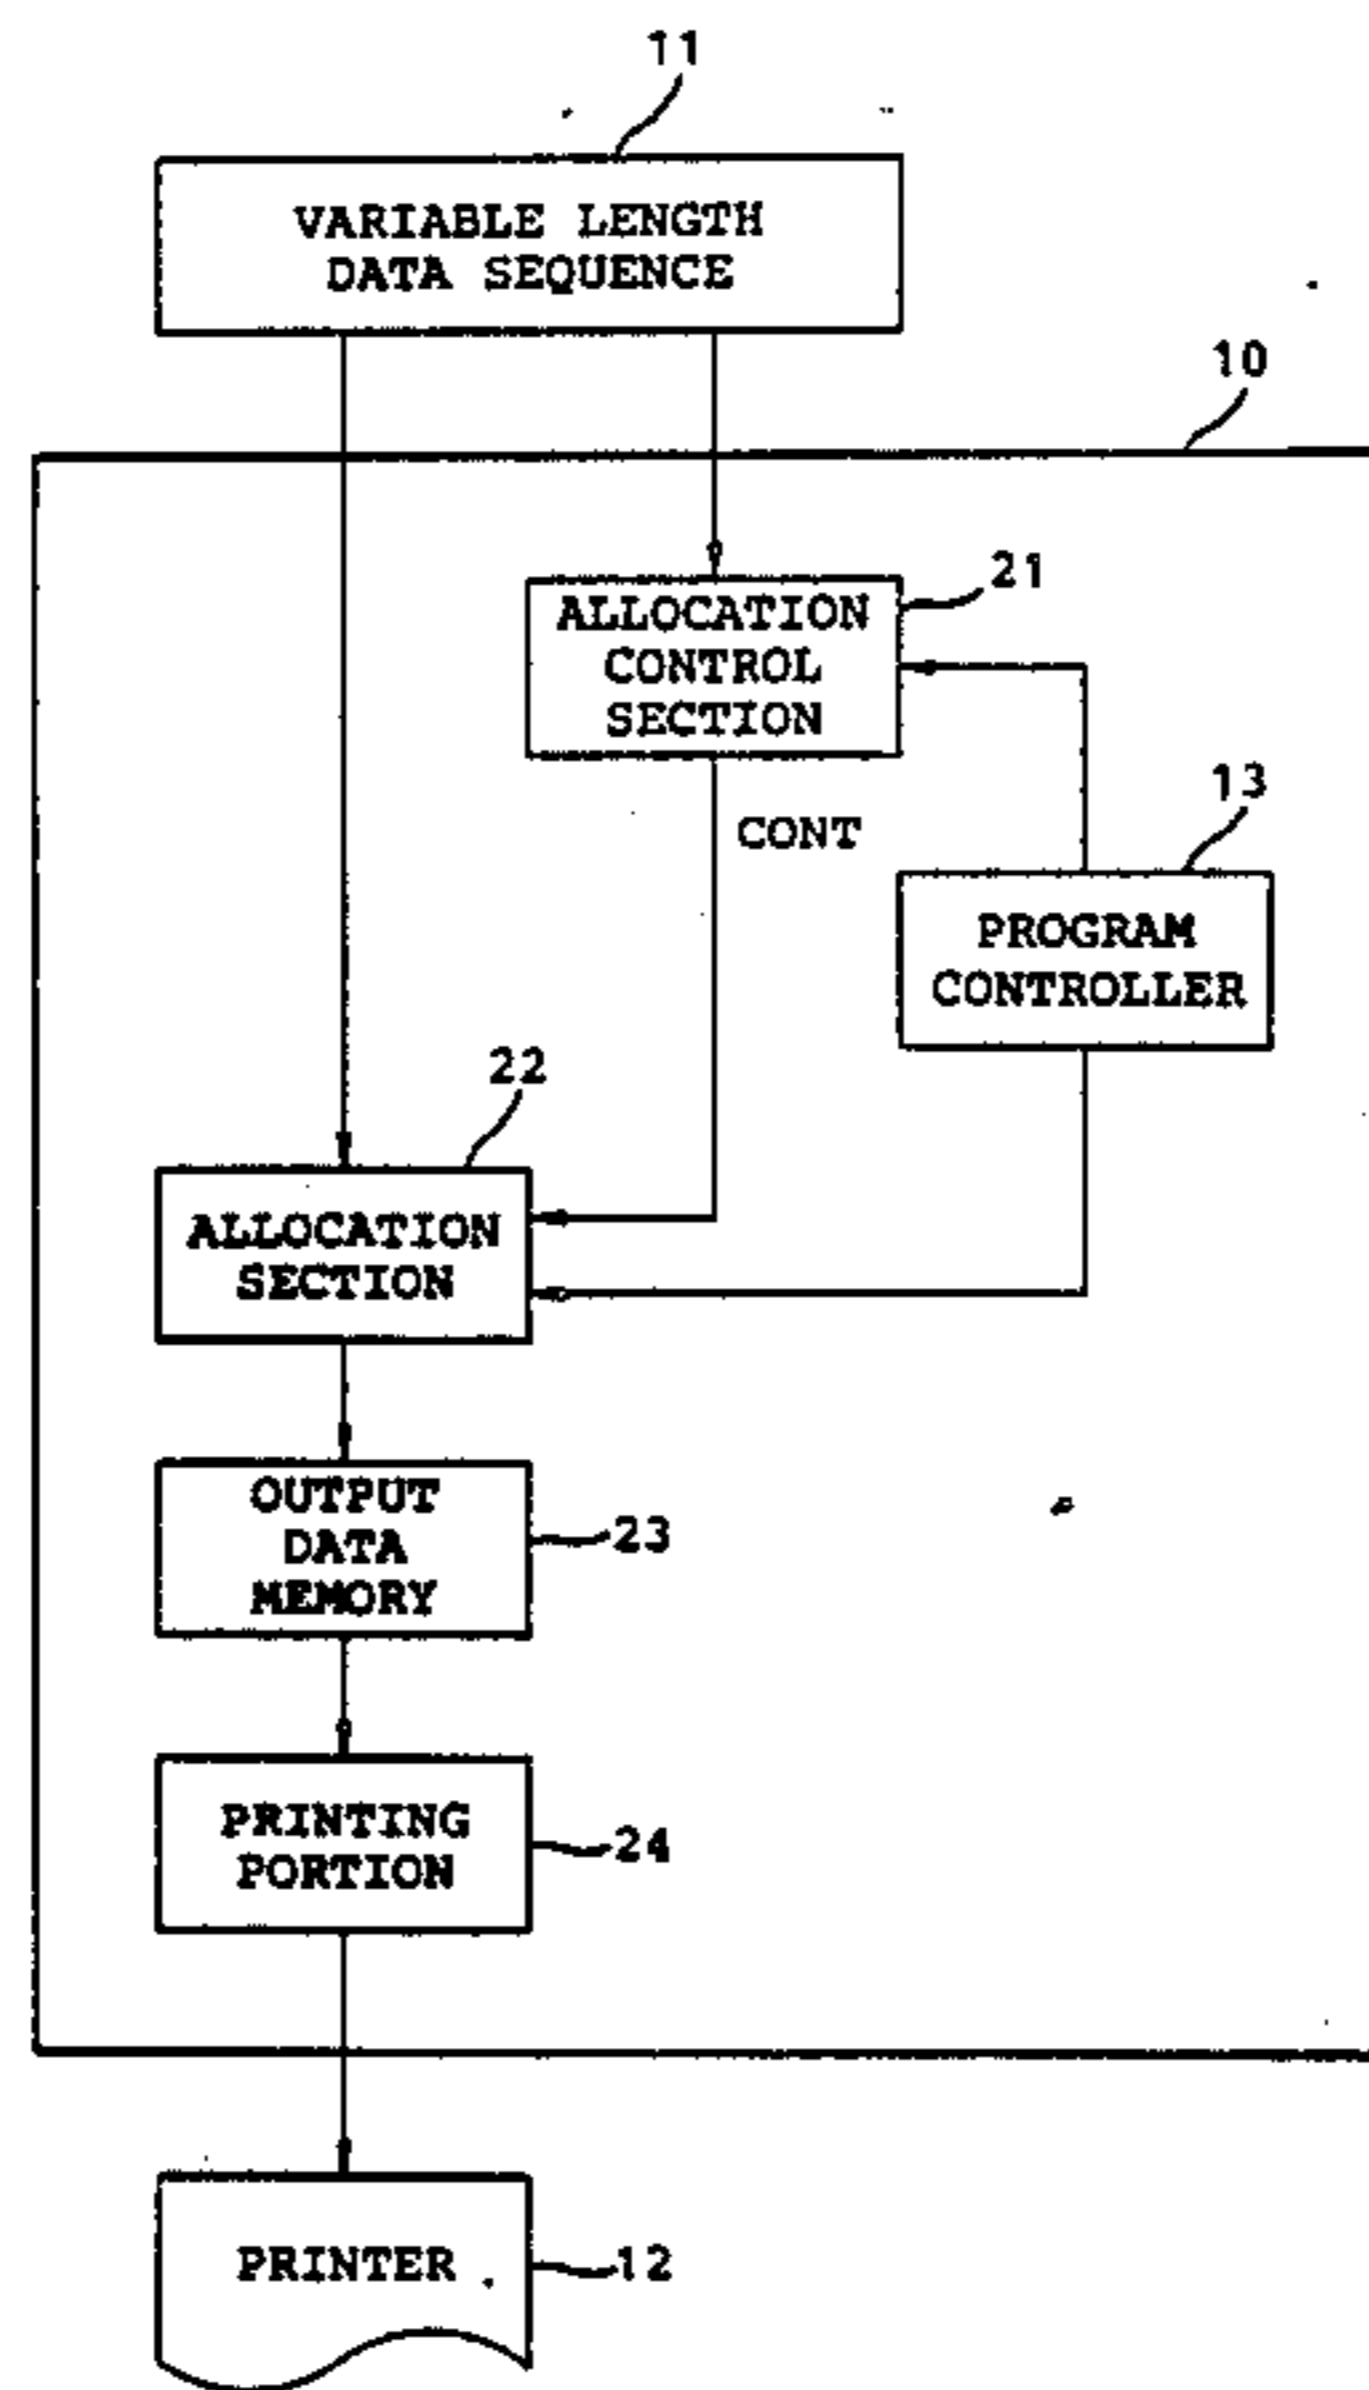 11
VARIABLE LENGTH
DATA SEQUENCE
10
21
ALLOCATION
CONTROL
SECTION
13
CONT
PROGRAM
CONTROLLER
22
ALLOCATION
SECTION
OUTPUT
DATA
MEMORY
23
PRINTING
PORTION
24
PRINTER
12